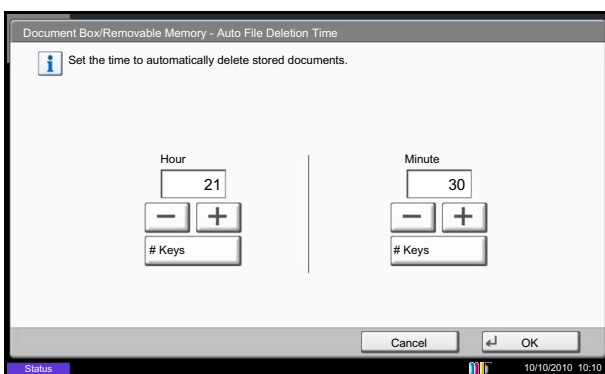 Document Box/Removable Memory - Auto File Deletion Time
Set the time to automatically delete stored documents.
Hour
Minute
21
30
# Keys
# Keys
Cancel
OK
Status
10/10/2010 10:10